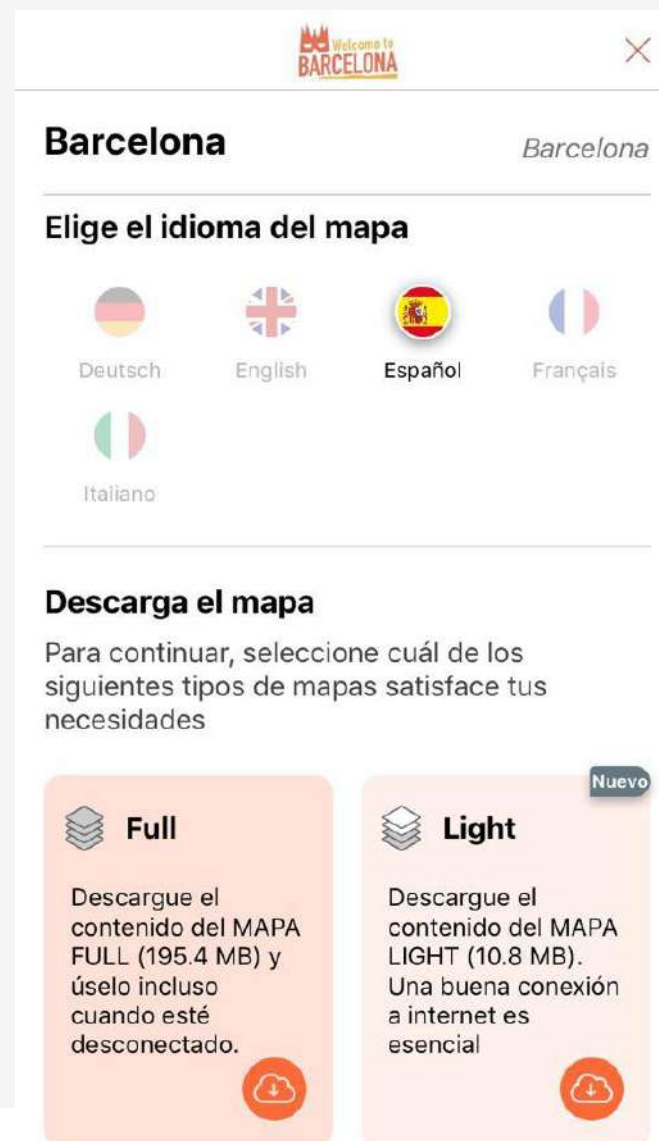 Welcome to
BARCELONA
Barcelona
Barcelona
Elige el idioma del mapa
Deutsch
English
Español
Français
Italiano
Descarga el mapa
Para continuar, seleccione cuál de los
siguientes tipos de mapas satisface tus
necesidades
Full
Descargue el
contenido del MAPA
FULL (195.4 MB) y
úselo incluso
cuando esté
desconectado.
Nuevo
Light
Descargue el
contenido del MAPA
LIGHT (10.8 MB).
Una buena conexión
a internet es
esencial